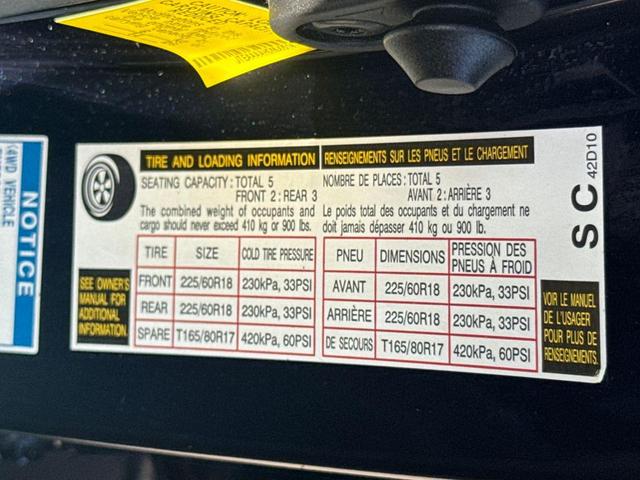 CAUTION
NOTICE
(4WD VEHICLE
TIRE AND LOADING INFORMATION
SEATING CAPACITY : TOTAL 5
FRONT 2 : REAR 3
The combined weight of occupants and
cargo should never exceed 410 kg or 900 lbs.
TIRE SIZE COLD TIRE PRESSURE
FRONT 225/60R18 230kPa, 33PSI
REAR 225/60R18 230kPa, 33PSI
SPARE T165/80R17 420kPa, 60PSI
SEE OWNER'S
MANUAL FOR
ADDITIONAL
INFORMATION.
RENSEIGNEMENTS SUR LES PNEUS ET LE CHARGEMENT
NOMBRE DE PLACES : TOTAL 5
AVANT 2 : ARRIÈRE 3
Le poids total des occupants et du chargement ne
doit jamais dépasser 410 kg ou 900 lb.
PNEU DIMENSIONS PRESSION DES
PNEUS À FROID
AVANT 225/60R18 230kPa, 33PSI
ARRIÈRE 225/60R18 230kPa, 33PSI
DE SECOURS T165/80R17 420kPa, 60PSI
VOIR LE MANUEL
DE L'USAGER
POUR PLUS DE
RENSEIGNEMENTS.
SC
42D10